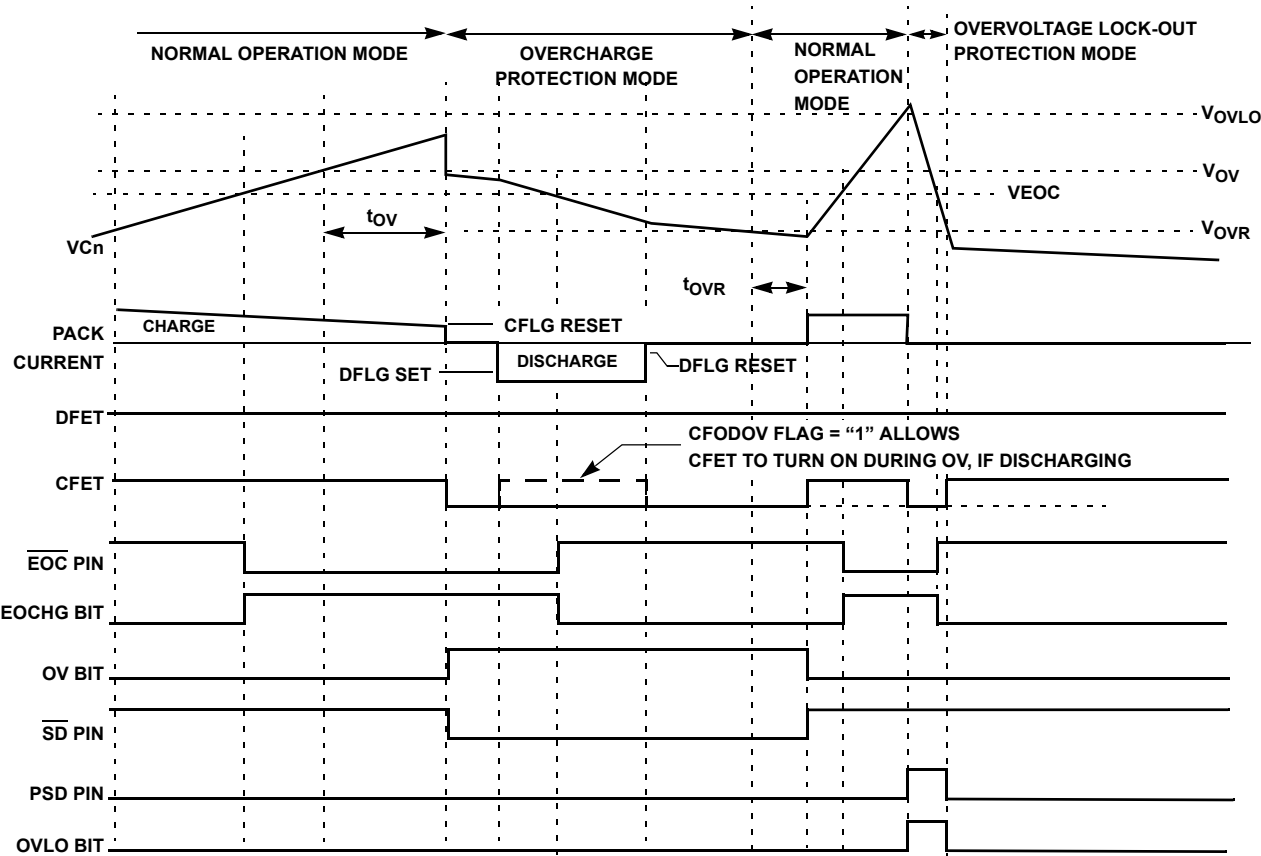 NORMAL OPERATION MODE
OVERCHARGE
PROTECTION MODE
NORMAL
OPERATION
MODE
OVERVOLTAGE LOCK-OUT
PROTECTION MODE
VOVLO
VOV
VEOC
VOVR
VCn
tOV
tOVR
PACK
CURRENT
CHARGE
CFLG RESET
DFLG SET
DISCHARGE
DFLG RESET
DFET
CFODOV FLAG = “1” ALLOWS
CFET TO TURN ON DURING OV, IF DISCHARGING
CFET
EOC PIN
EOCHG BIT
OV BIT
SD PIN
PSD PIN
OVLO BIT